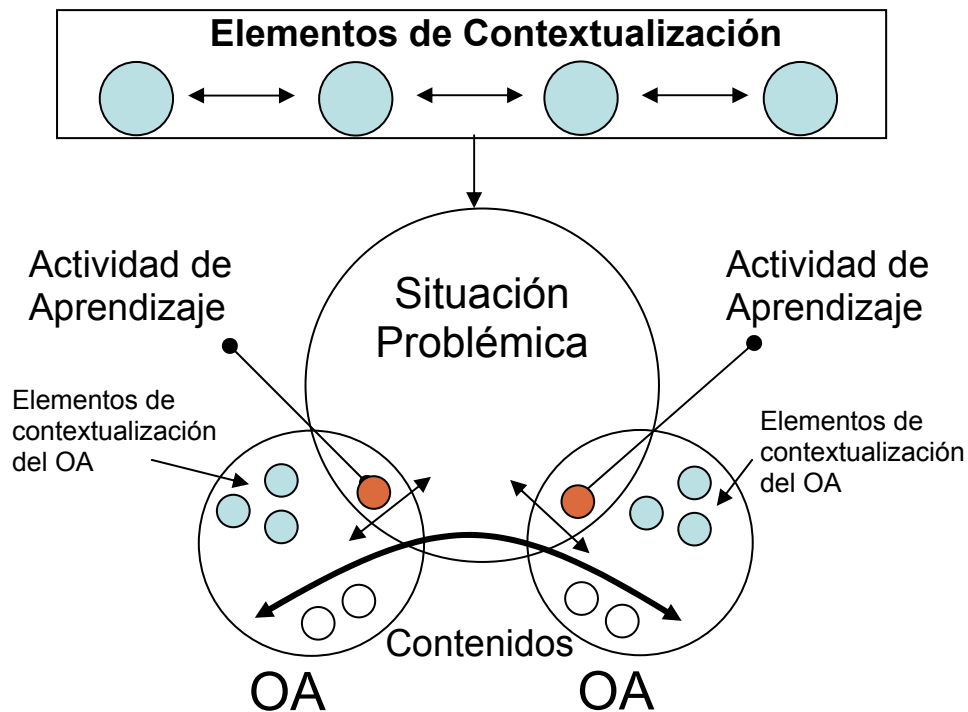 Elementos de Contextualización
Actividad de
Aprendizaje
Situación
Problémica
Actividad de
Aprendizaje
Elementos de
contextualización
del OA
Elementos de
contextualización
del OA
Contenidos
OA
OA